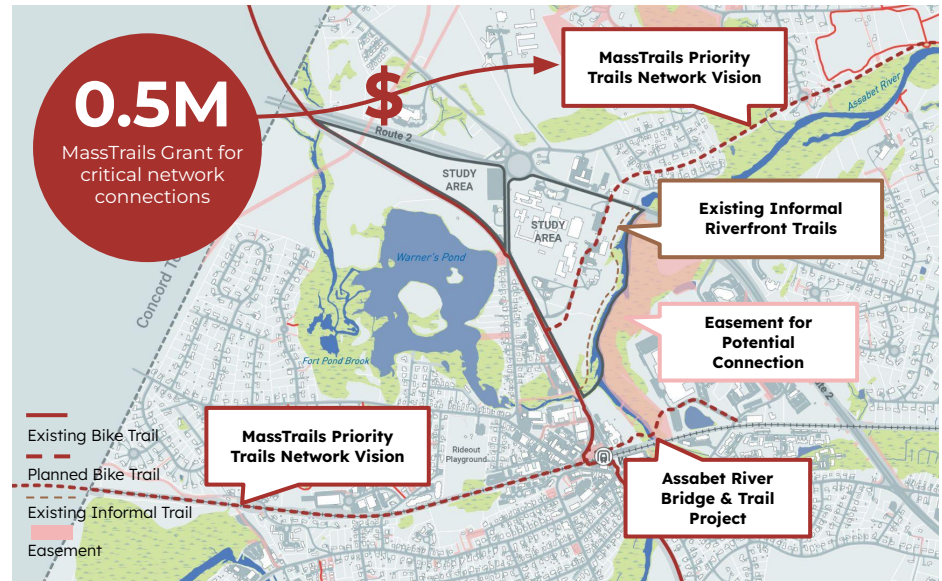 0.5M
MassTrails Grant for
critical network
connections
$
MassTrails Priority
Trails Network Vision
Assabet River
Route 2
STUDY
AREA
STUDY
AREA
Existing Informal
Riverfront Trails
Warner's Pond
Concord
Easement for
Potential
Connection
Fort Pond Brook
Existing Bike Trail
Planned Bike Trail
Existing Informal Trail
Easement
MassTrails Priority
Trails Network Vision
Rideout
Playground
Assabet River
Bridge & Trail
Project